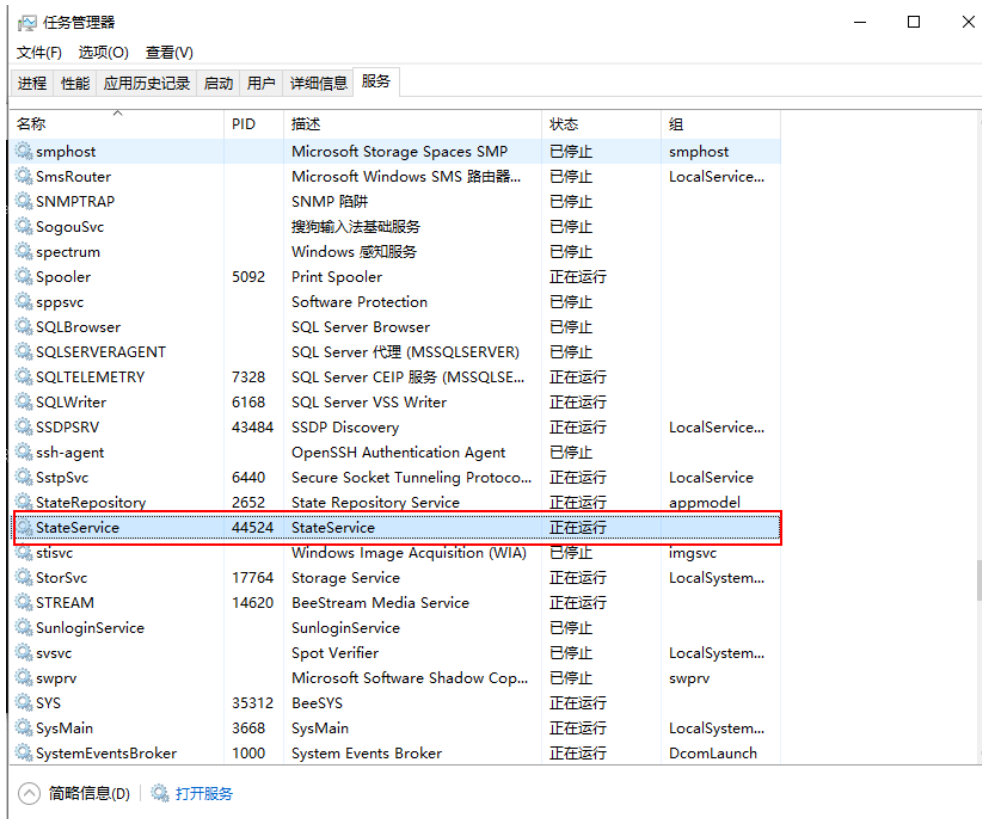 任务管理器
文件(F) 选项(O) 查看(V)
进程 性能 应用历史记录 启动 用户 详细信息 服务
名称 PID 描述 状态 组
smphost Microsoft Storage Spaces SMP 已停止 smphost
SmsRouter Microsoft Windows SMS 路由器... 已停止 LocalService...
SNMPTRAP SNMP 陷阱 已停止
SogouSvc 搜狗输入法基础服务 已停止
spectrum Windows 感知服务 已停止
Spooler 5092 Print Spooler 正在运行
sppsvc Software Protection 已停止
SQLBrowser SQL Server Browser 已停止
SQLSERVERAGENT SQL Server 代理 (MSSQLSERVER) 已停止
SQLTELEMETRY 7328 SQL Server CEIP 服务 (MSSQLSE... 正在运行
SQLWriter 6168 SQL Server VSS Writer 正在运行
SSDPSRV 43484 SSDP Discovery 正在运行 LocalService...
ssh-agent OpenSSH Authentication Agent 已停止
SstpSvc 6440 Secure Socket Tunneling Protoco... 正在运行 LocalService
StateRepository 2652 State Repository Service 正在运行 appmodel
StateService 44524 StateService 正在运行
stisvc Windows Image Acquisition (WIA) 已停止 imgsvc
StorSvc 17764 Storage Service 正在运行 LocalSystem...
STREAM 14620 BeeStream Media Service 正在运行
SunloginService SunloginService 已停止
svsvc Spot Verifier 已停止 LocalSystem...
swprv Microsoft Software Shadow Cop... 已停止 swprv
SYS 35312 BeeSYS 正在运行
SysMain 3668 SysMain 正在运行 LocalSystem...
SystemEventsBroker 1000 System Events Broker 正在运行 DcomLaunch
简略信息(D) 打开服务